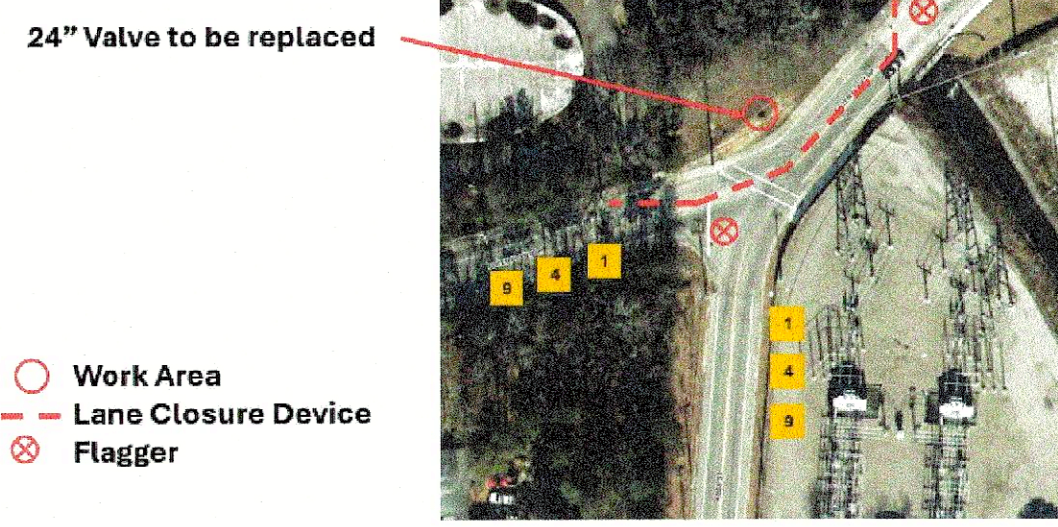 24” Valve to be replaced
9
4
1
1
4
9
Work Area
Lane Closure Device
Flagger